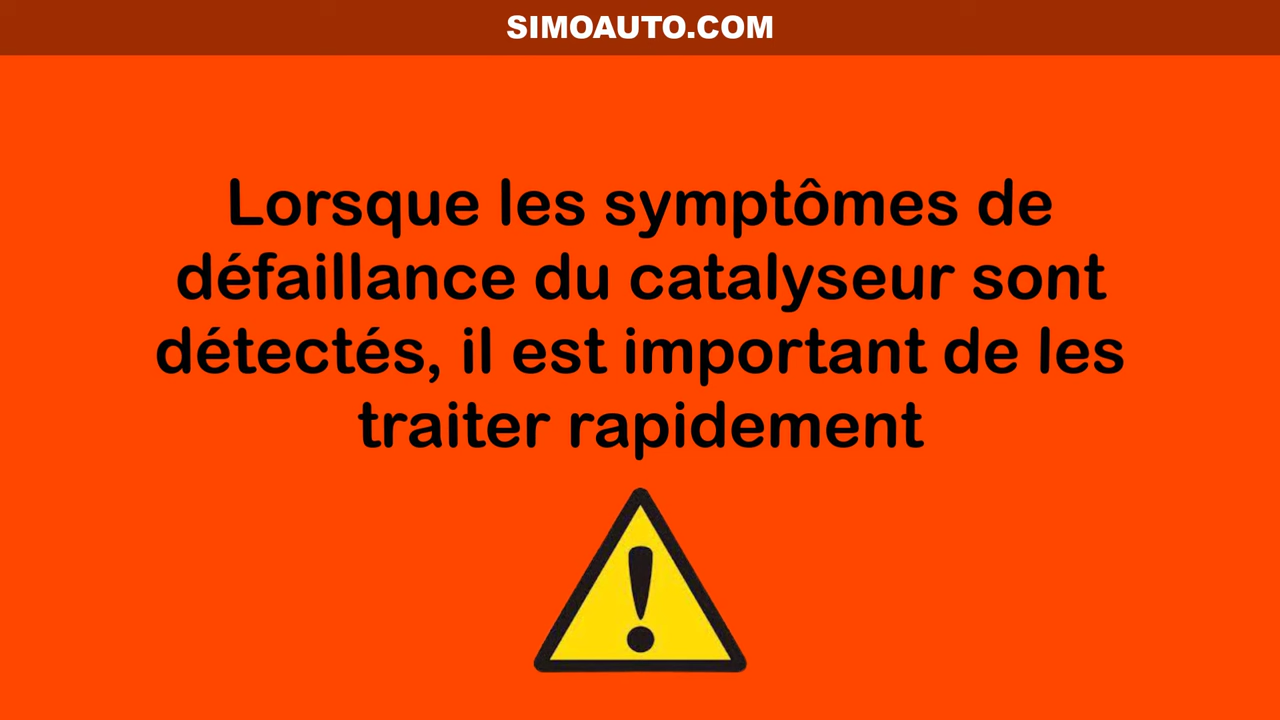 SIMOAUTO.COM
Lorsque les symptômes de
défaillance du catalyseur sont
détectés, il est important de les
traiter rapidement
!